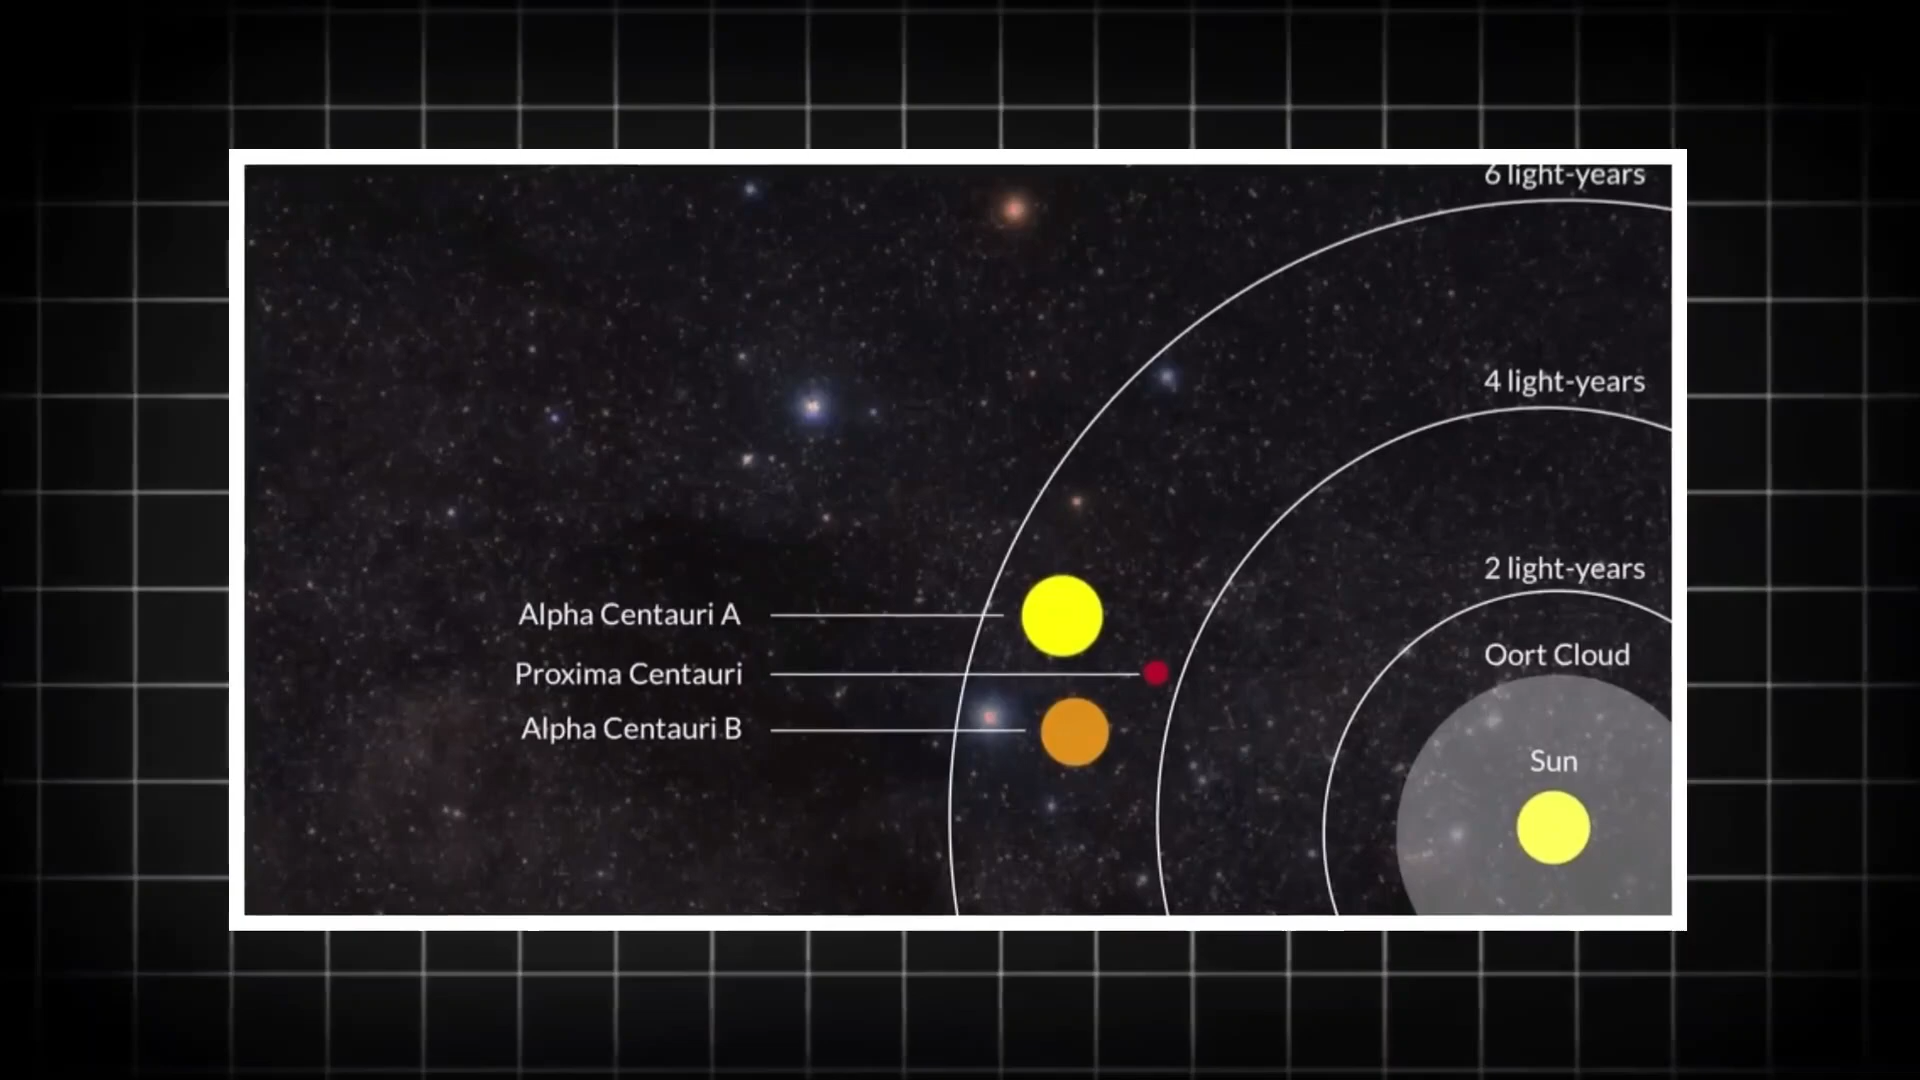 6 light-years
4 light-years
2 light-years
Oort Cloud
Sun
Alpha Centauri A
Proxima Centauri
Alpha Centauri B